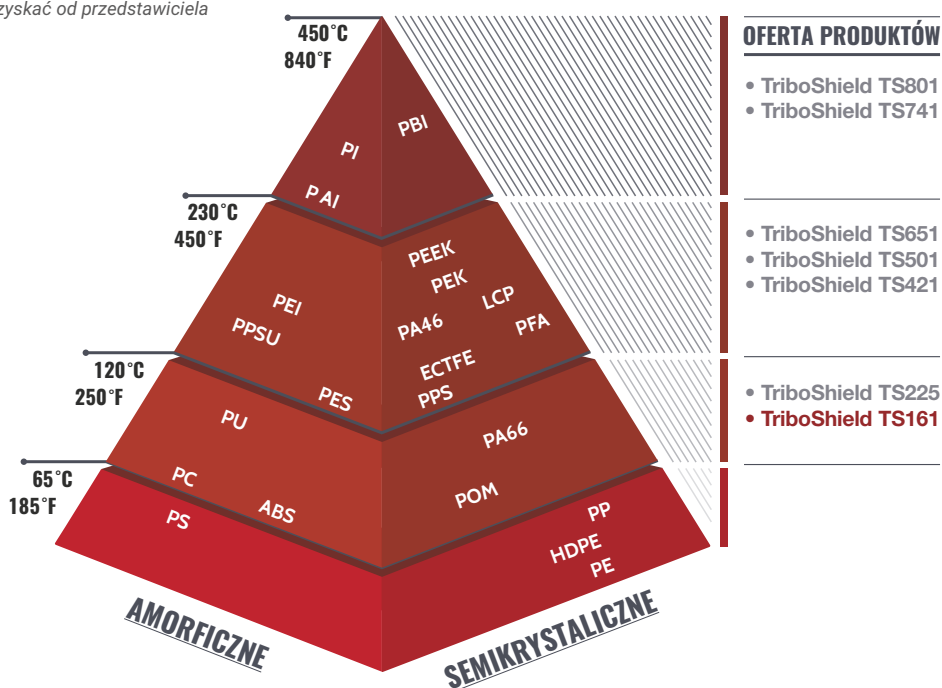 zyskać od przedstawiciela
450°C
840°F
OFERTA PRODUKTÓW
• TriboShield TS801
• TriboShield TS741
PBI
PI
P AI
230°C
450°F
• TriboShield TS651
• TriboShield TS501
• TriboShield TS421
PEEK
PEK
LCP
PEI
PPSU
PA46
PFA
ECTFE
PPS
PES
120°C
250°F
• TriboShield TS225
• TriboShield TS161
PU
PA66
PC
POM
ABS
65°C
185°F
PS
PP
HDPE
PE
AMORFICZNE
SEMIKRYSTALICZNE